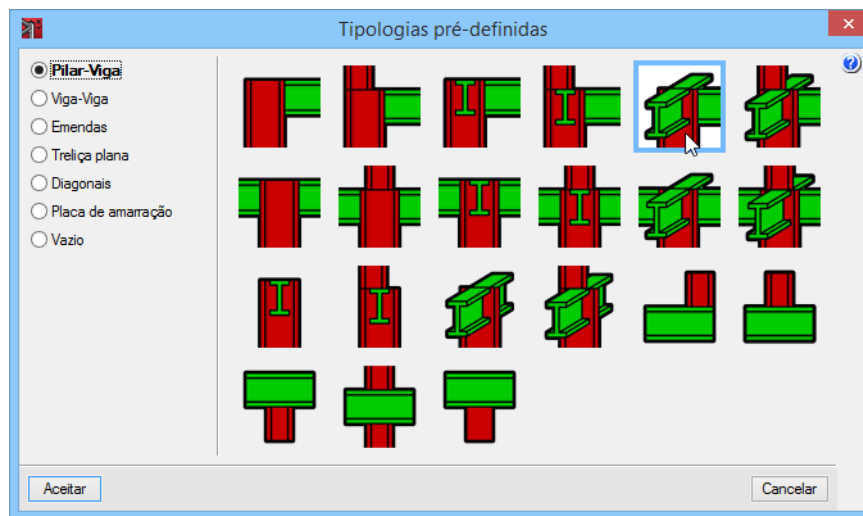 Tipologias pré-definidas
Pilar-Viga
Viga-Viga
Emendas
Treliça plana
Diagonais
Placa de amarração
Vazio
Aceitar
Cancelar